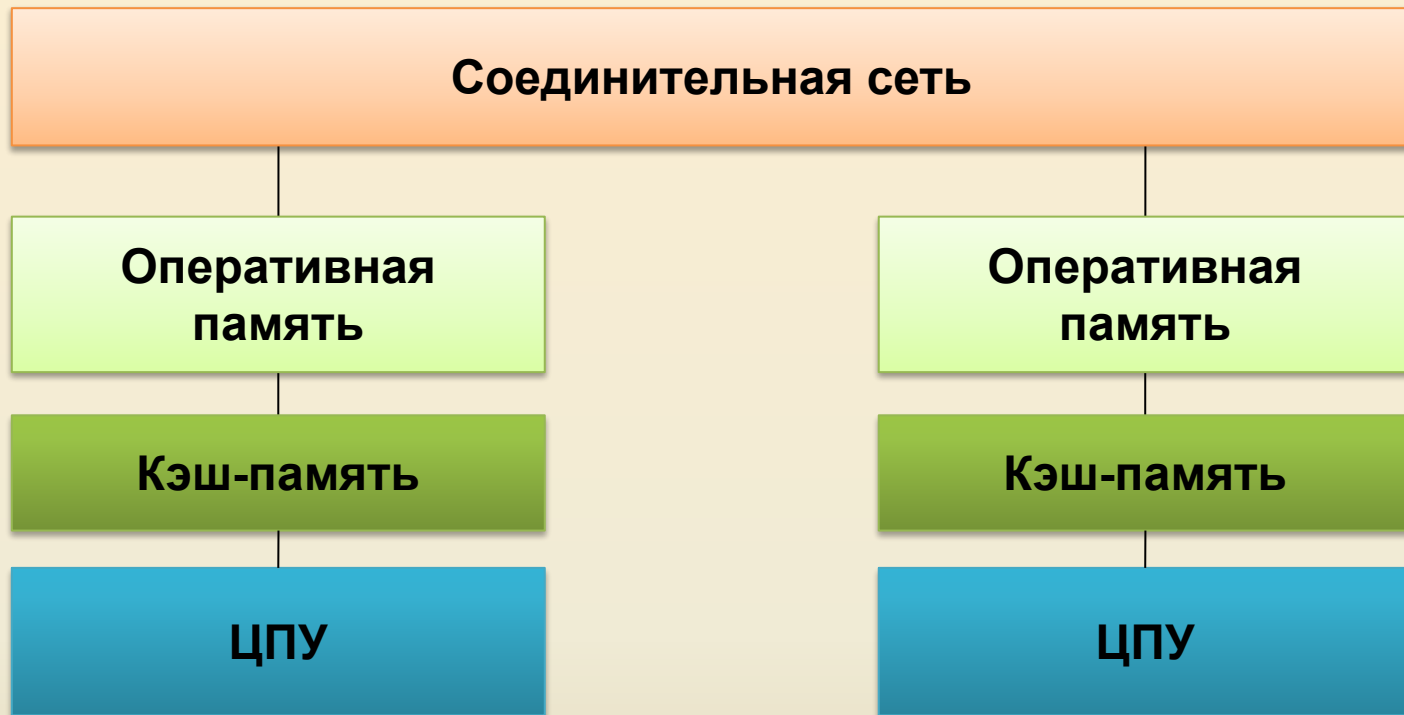 Соединительная сеть
Оперативная
память
Оперативная
память
Кэш-память
Кэш-память
ЦПУ
ЦПУ